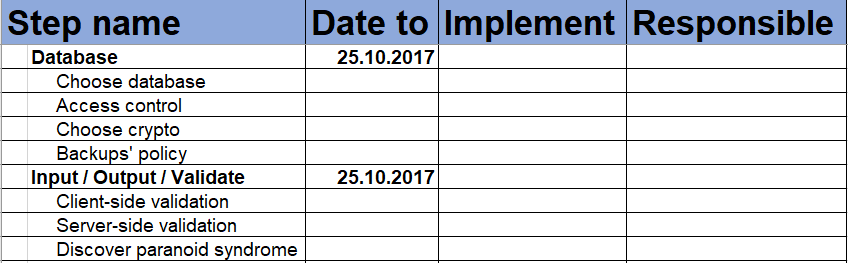 Step name Date to Implement Responsible
Database 25.10.2017
Choose database
Access control
Choose crypto
Backups' policy
Input / Output / Validate 25.10.2017
Client-side validation
Server-side validation
Discover paranoid syndrome